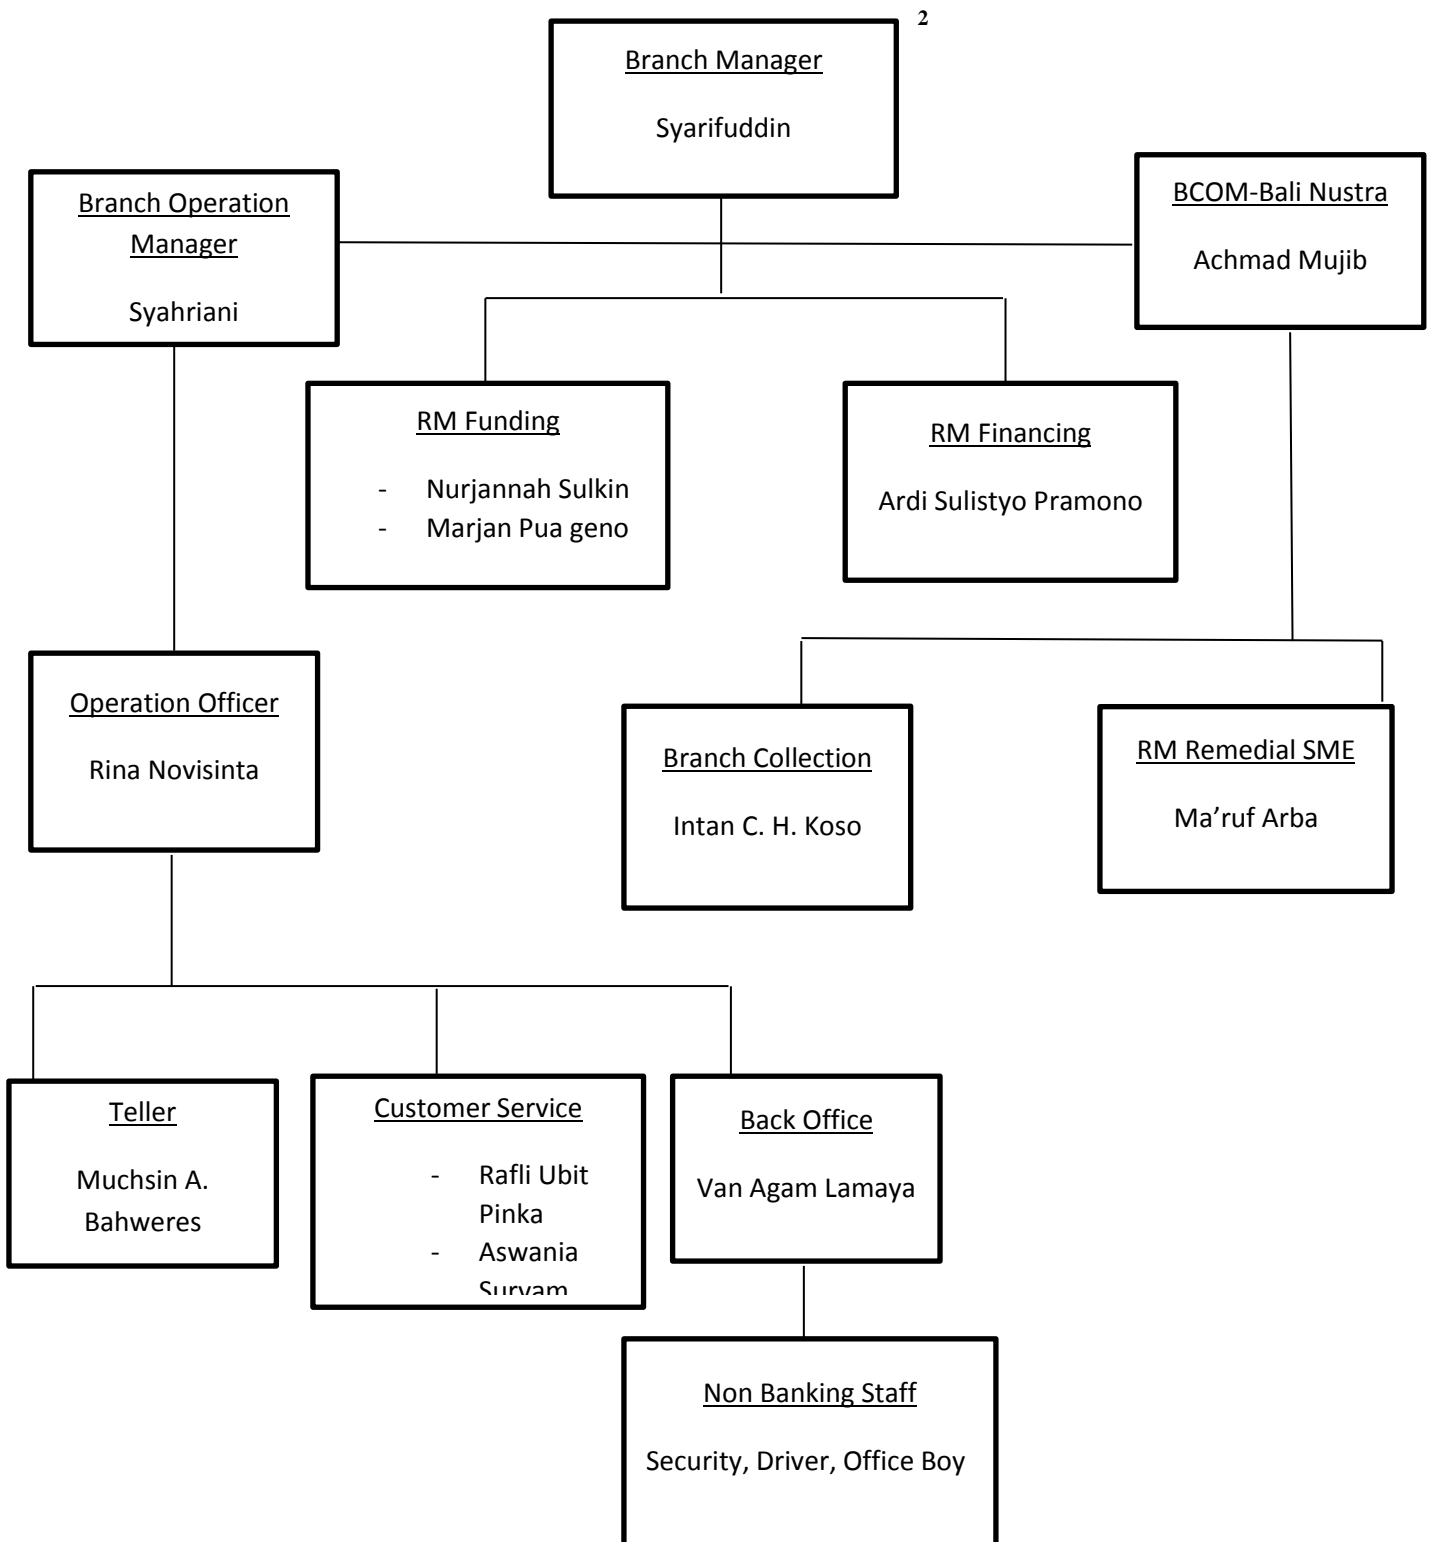 2
Branch Manager
Syarifuddin
Branch Operation
Manager
Syahriani
BCOM-Bali Nustra
Achmad Mujib
RM Funding
- Nurjannah Sulkin
- Marjan Pua geno
RM Financing
Ardi Sulistyo Pramono
Operation Officer
Rina Novisinta
Branch Collection
Intan C. H. Koso
RM Remedial SME
Ma’ruf Arba
Teller
Muchsin A.
Bahweres
Customer Service
- Rafli Ubit
Pinka
- Aswania
Suryam
Back Office
Van Agam Lamaya
Non Banking Staff
Security, Driver, Office Boy